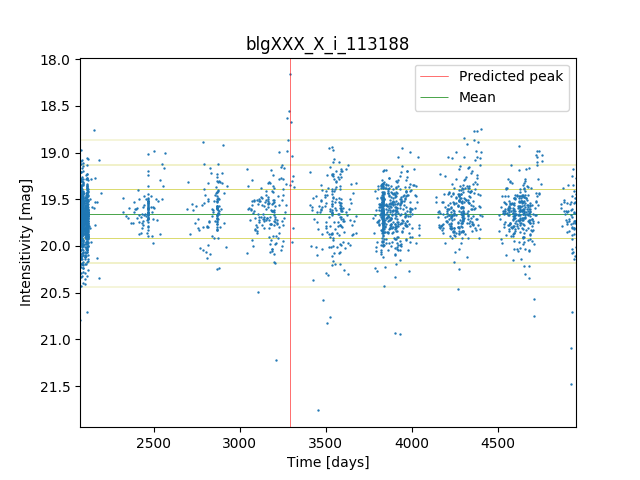 blgXXX_X_i_113188
Predicted peak
Mean
18.0
18.5
19.0
19.5
20.0
20.5
21.0
21.5
Intensitivity [mag]
2500 3000 3500 4000 4500
Time [days]